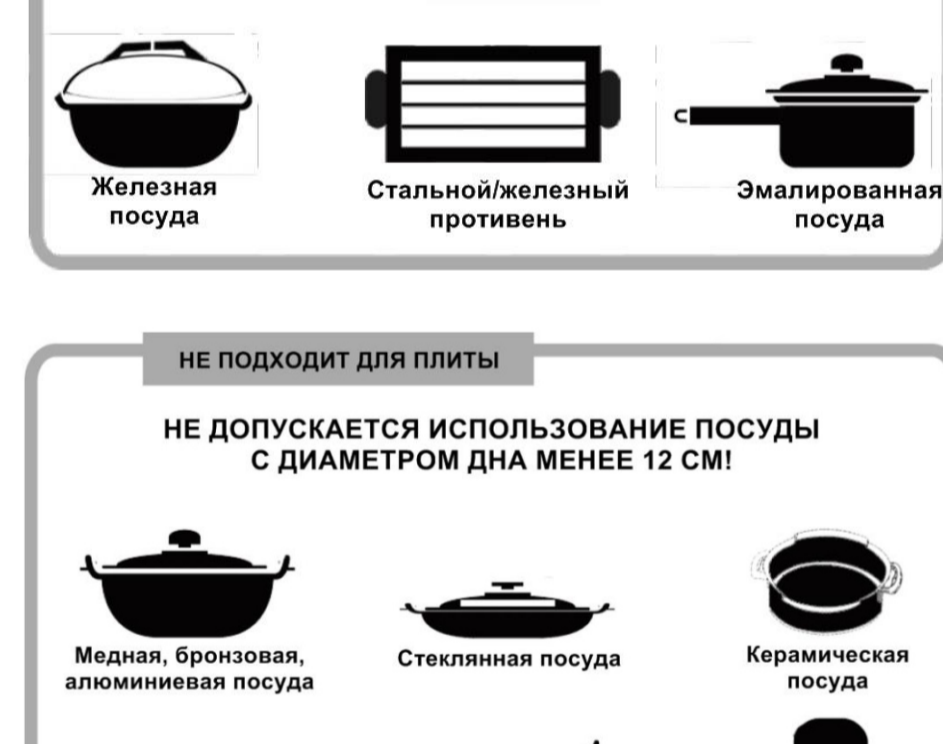 Железная
посуда
Стальной/железный
противень
Эмалированная
посуда
НЕ ПОДХОДИТ ДЛЯ ПЛИТЫ
НЕ ДОПУСКАЕТСЯ ИСПОЛЬЗОВАНИЕ ПОСУДЫ
С ДИАМЕТРОМ ДНА МЕНЕЕ 12 СМ!
Медная, бронзовая,
алюминиевая посуда
Стеклянная посуда
Керамическая
посуда